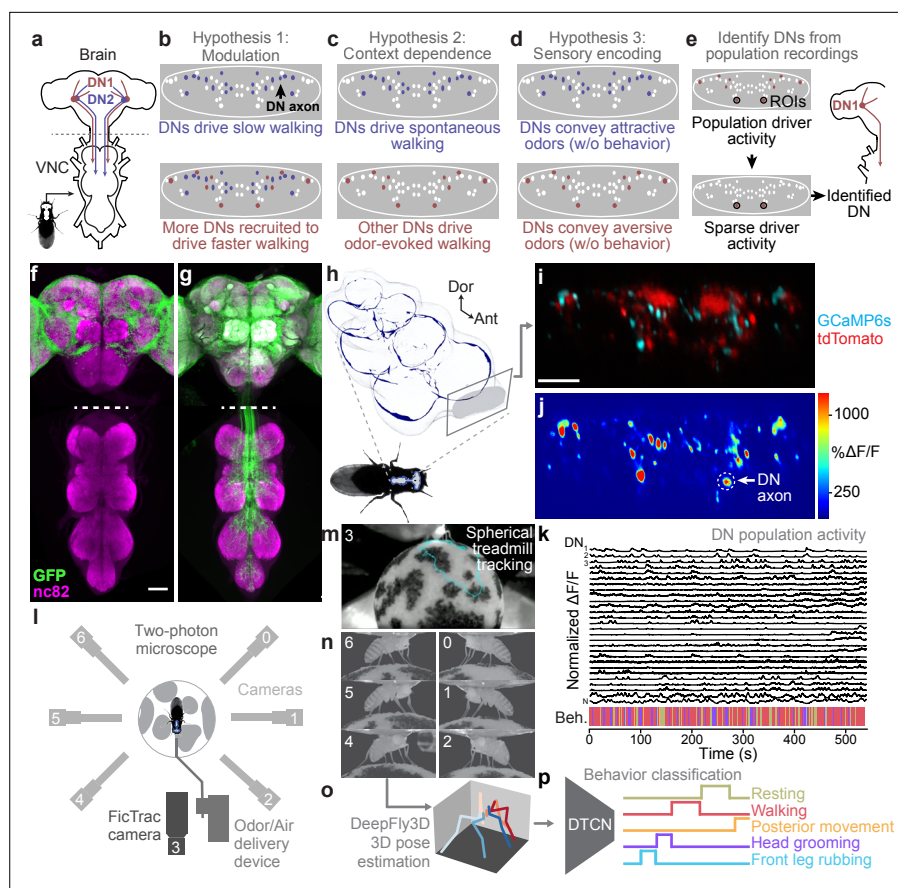 a
Brain
DN1
DN2
VNC
b
Hypothesis 1:
Modulation
DN axon
DNs drive slow walking
More DNs recruited to
drive faster walking
c
Hypothesis 2:
Context dependence
DNs drive spontaneous
walking
Other DNs drive
odor-evoked walking
d
Hypothesis 3:
Sensory encoding
DNs convey attractive
odors (w/o behavior)
DNs convey aversive
odors (w/o behavior)
e
Identify DNs from
population recordings
ROIs
Population driver
activity
Sparse driver
activity
DN1
Identified
DN
f
GFP
nc82
g
h
Dor
Ant
i
GCaMP6s
tdTomato
j
DN
axon
1000
%ΔF/F
250
k
DN population activity
DN1
2
3
N
Normalized ΔF/F
Beh.
0 100 200 300 400 500
Time (s)
l
Two-photon
microscope
Cameras
6
0
5
1
4
2
FicTrac
camera
3
Odor/Air
delivery
device
m
3
Spherical
treadmill
tracking
n
6
0
5
1
4
2
o
DeepFly3D
3D pose
estimation
p
Behavior classification
DTCN
Resting
Walking
Posterior movement
Head grooming
Front leg rubbing